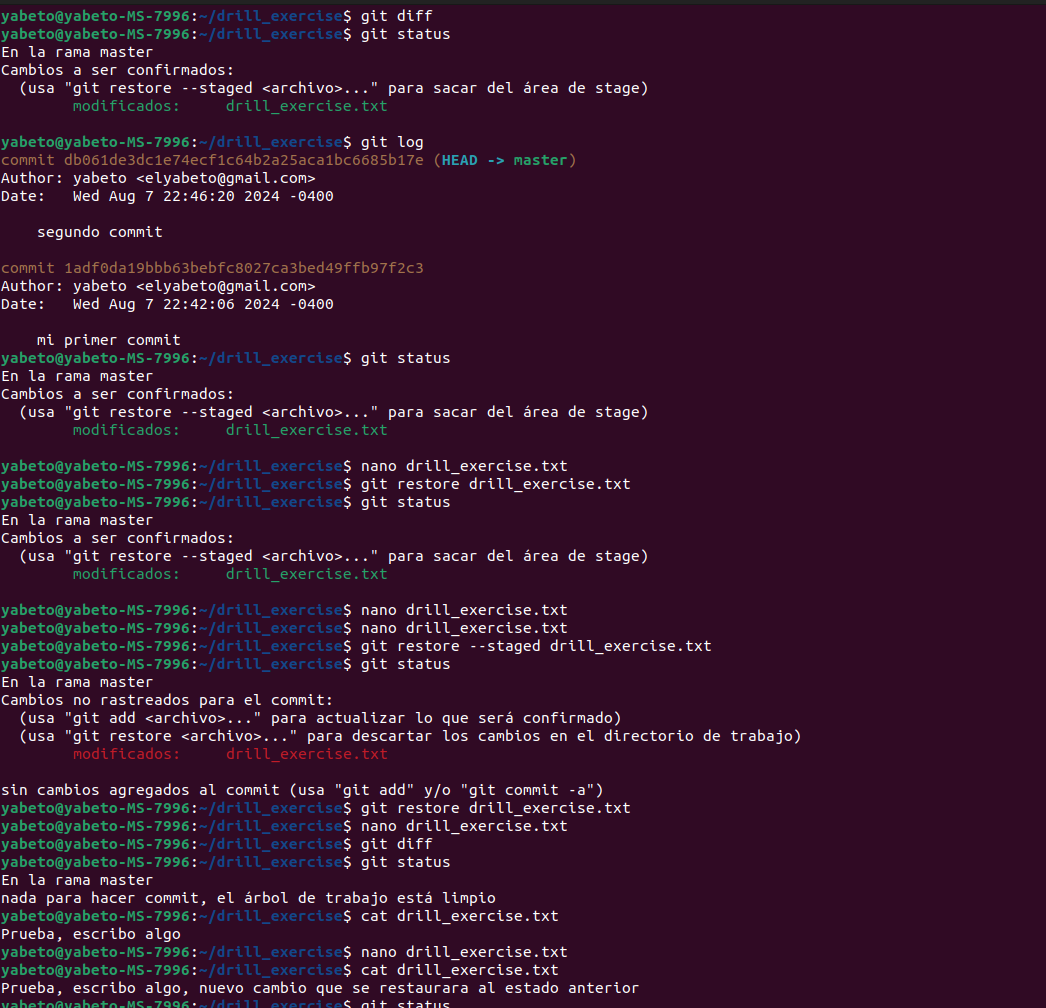 yabeto@yabeto-MS-7996:~/drill_exercise$ git diff
yabeto@yabeto-MS-7996:~/drill_exercise$ git status
En la rama master
Cambios a ser confirmados:
  (usa "git restore --staged <archivo>..." para sacar del área de stage)
        modificados:     drill_exercise.txt

yabeto@yabeto-MS-7996:~/drill_exercise$ git log
commit db061de3dc1e74ecf1c64b2a25aca1bc6685b17e (HEAD -> master)
Author: yabeto <elyabeto@gmail.com>
Date:   Wed Aug 7 22:46:20 2024 -0400

    segundo commit

commit 1adf0da19bbb63bebfc8027ca3bed49ffb97f2c3
Author: yabeto <elyabeto@gmail.com>
Date:   Wed Aug 7 22:42:06 2024 -0400

    mi primer commit
yabeto@yabeto-MS-7996:~/drill_exercise$ git status
En la rama master
Cambios a ser confirmados:
  (usa "git restore --staged <archivo>..." para sacar del área de stage)
        modificados:     drill_exercise.txt

yabeto@yabeto-MS-7996:~/drill_exercise$ nano drill_exercise.txt
yabeto@yabeto-MS-7996:~/drill_exercise$ git restore drill_exercise.txt
yabeto@yabeto-MS-7996:~/drill_exercise$ git status
En la rama master
Cambios a ser confirmados:
  (usa "git restore --staged <archivo>..." para sacar del área de stage)
        modificados:     drill_exercise.txt

yabeto@yabeto-MS-7996:~/drill_exercise$ nano drill_exercise.txt
yabeto@yabeto-MS-7996:~/drill_exercise$ nano drill_exercise.txt
yabeto@yabeto-MS-7996:~/drill_exercise$ git restore --staged drill_exercise.txt
yabeto@yabeto-MS-7996:~/drill_exercise$ git status
En la rama master
Cambios no rastreados para el commit:
  (usa "git add <archivo>..." para actualizar lo que será confirmado)
  (usa "git restore <archivo>..." para descartar los cambios en el directorio de trabajo)
        modificados:     drill_exercise.txt

sin cambios agregados al commit (usa "git add" y/o "git commit -a")
yabeto@yabeto-MS-7996:~/drill_exercise$ git restore drill_exercise.txt
yabeto@yabeto-MS-7996:~/drill_exercise$ nano drill_exercise.txt
yabeto@yabeto-MS-7996:~/drill_exercise$ git diff
yabeto@yabeto-MS-7996:~/drill_exercise$ git status
En la rama master
nada para hacer commit, el árbol de trabajo está limpio
yabeto@yabeto-MS-7996:~/drill_exercise$ cat drill_exercise.txt
Prueba, escribo algo
yabeto@yabeto-MS-7996:~/drill_exercise$ nano drill_exercise.txt
yabeto@yabeto-MS-7996:~/drill_exercise$ cat drill_exercise.txt
Prueba, escribo algo, nuevo cambio que se restaurara al estado anterior
yabeto@yabeto-MS-7996:~/drill_exercise$ git status